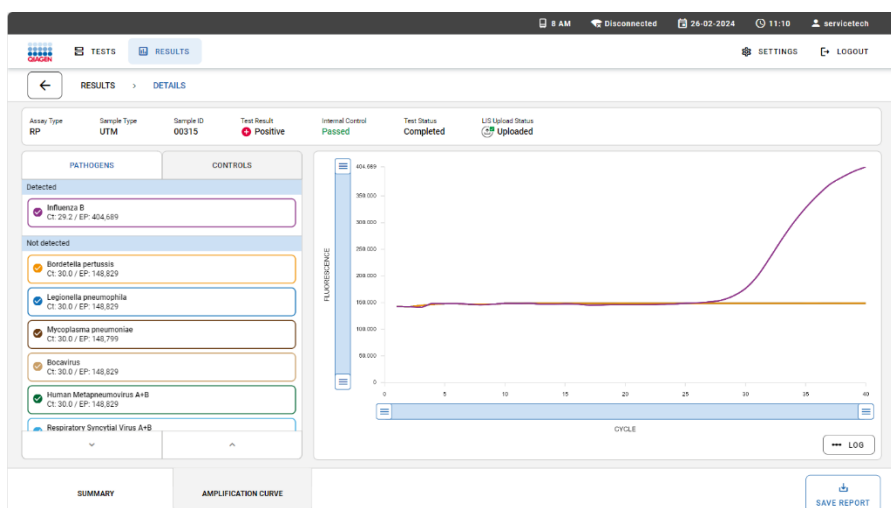 8 AM Disconnected 26-02-2024 11:10 servicetech
QIAGEN TESTS RESULTS SETTINGS LOGOUT
RESULTS > DETAILS
Assay Type Sample Type Sample ID Test Result Internal Control Test Status LIS Upload Status
RP UTM 00315 Positive Passed Completed Uploaded
PATHOGENS CONTROLS
Detected
Influenza B
Ct: 29.2 / EP: 404,689
Not detected
Bordetella pertussis
Ct: 30.0 / EP: 148,829
Legionella pneumophila
Ct: 30.0 / EP: 148,829
Mycoplasma pneumoniae
Ct: 30.0 / EP: 148,799
Bocavirus
Ct: 30.0 / EP: 148,829
Human Metapneumovirus A+B
Ct: 30.0 / EP: 148,829
Respiratory Syncytial Virus A+B
FLUORESCENCE
404.689
350.000
300.000
250.000
200.000
150.000
100.000
50.000
0
0 5 10 15 20 25 30 35 40
CYCLE
LOG
SUMMARY AMPLIFICATION CURVE SAVE REPORT